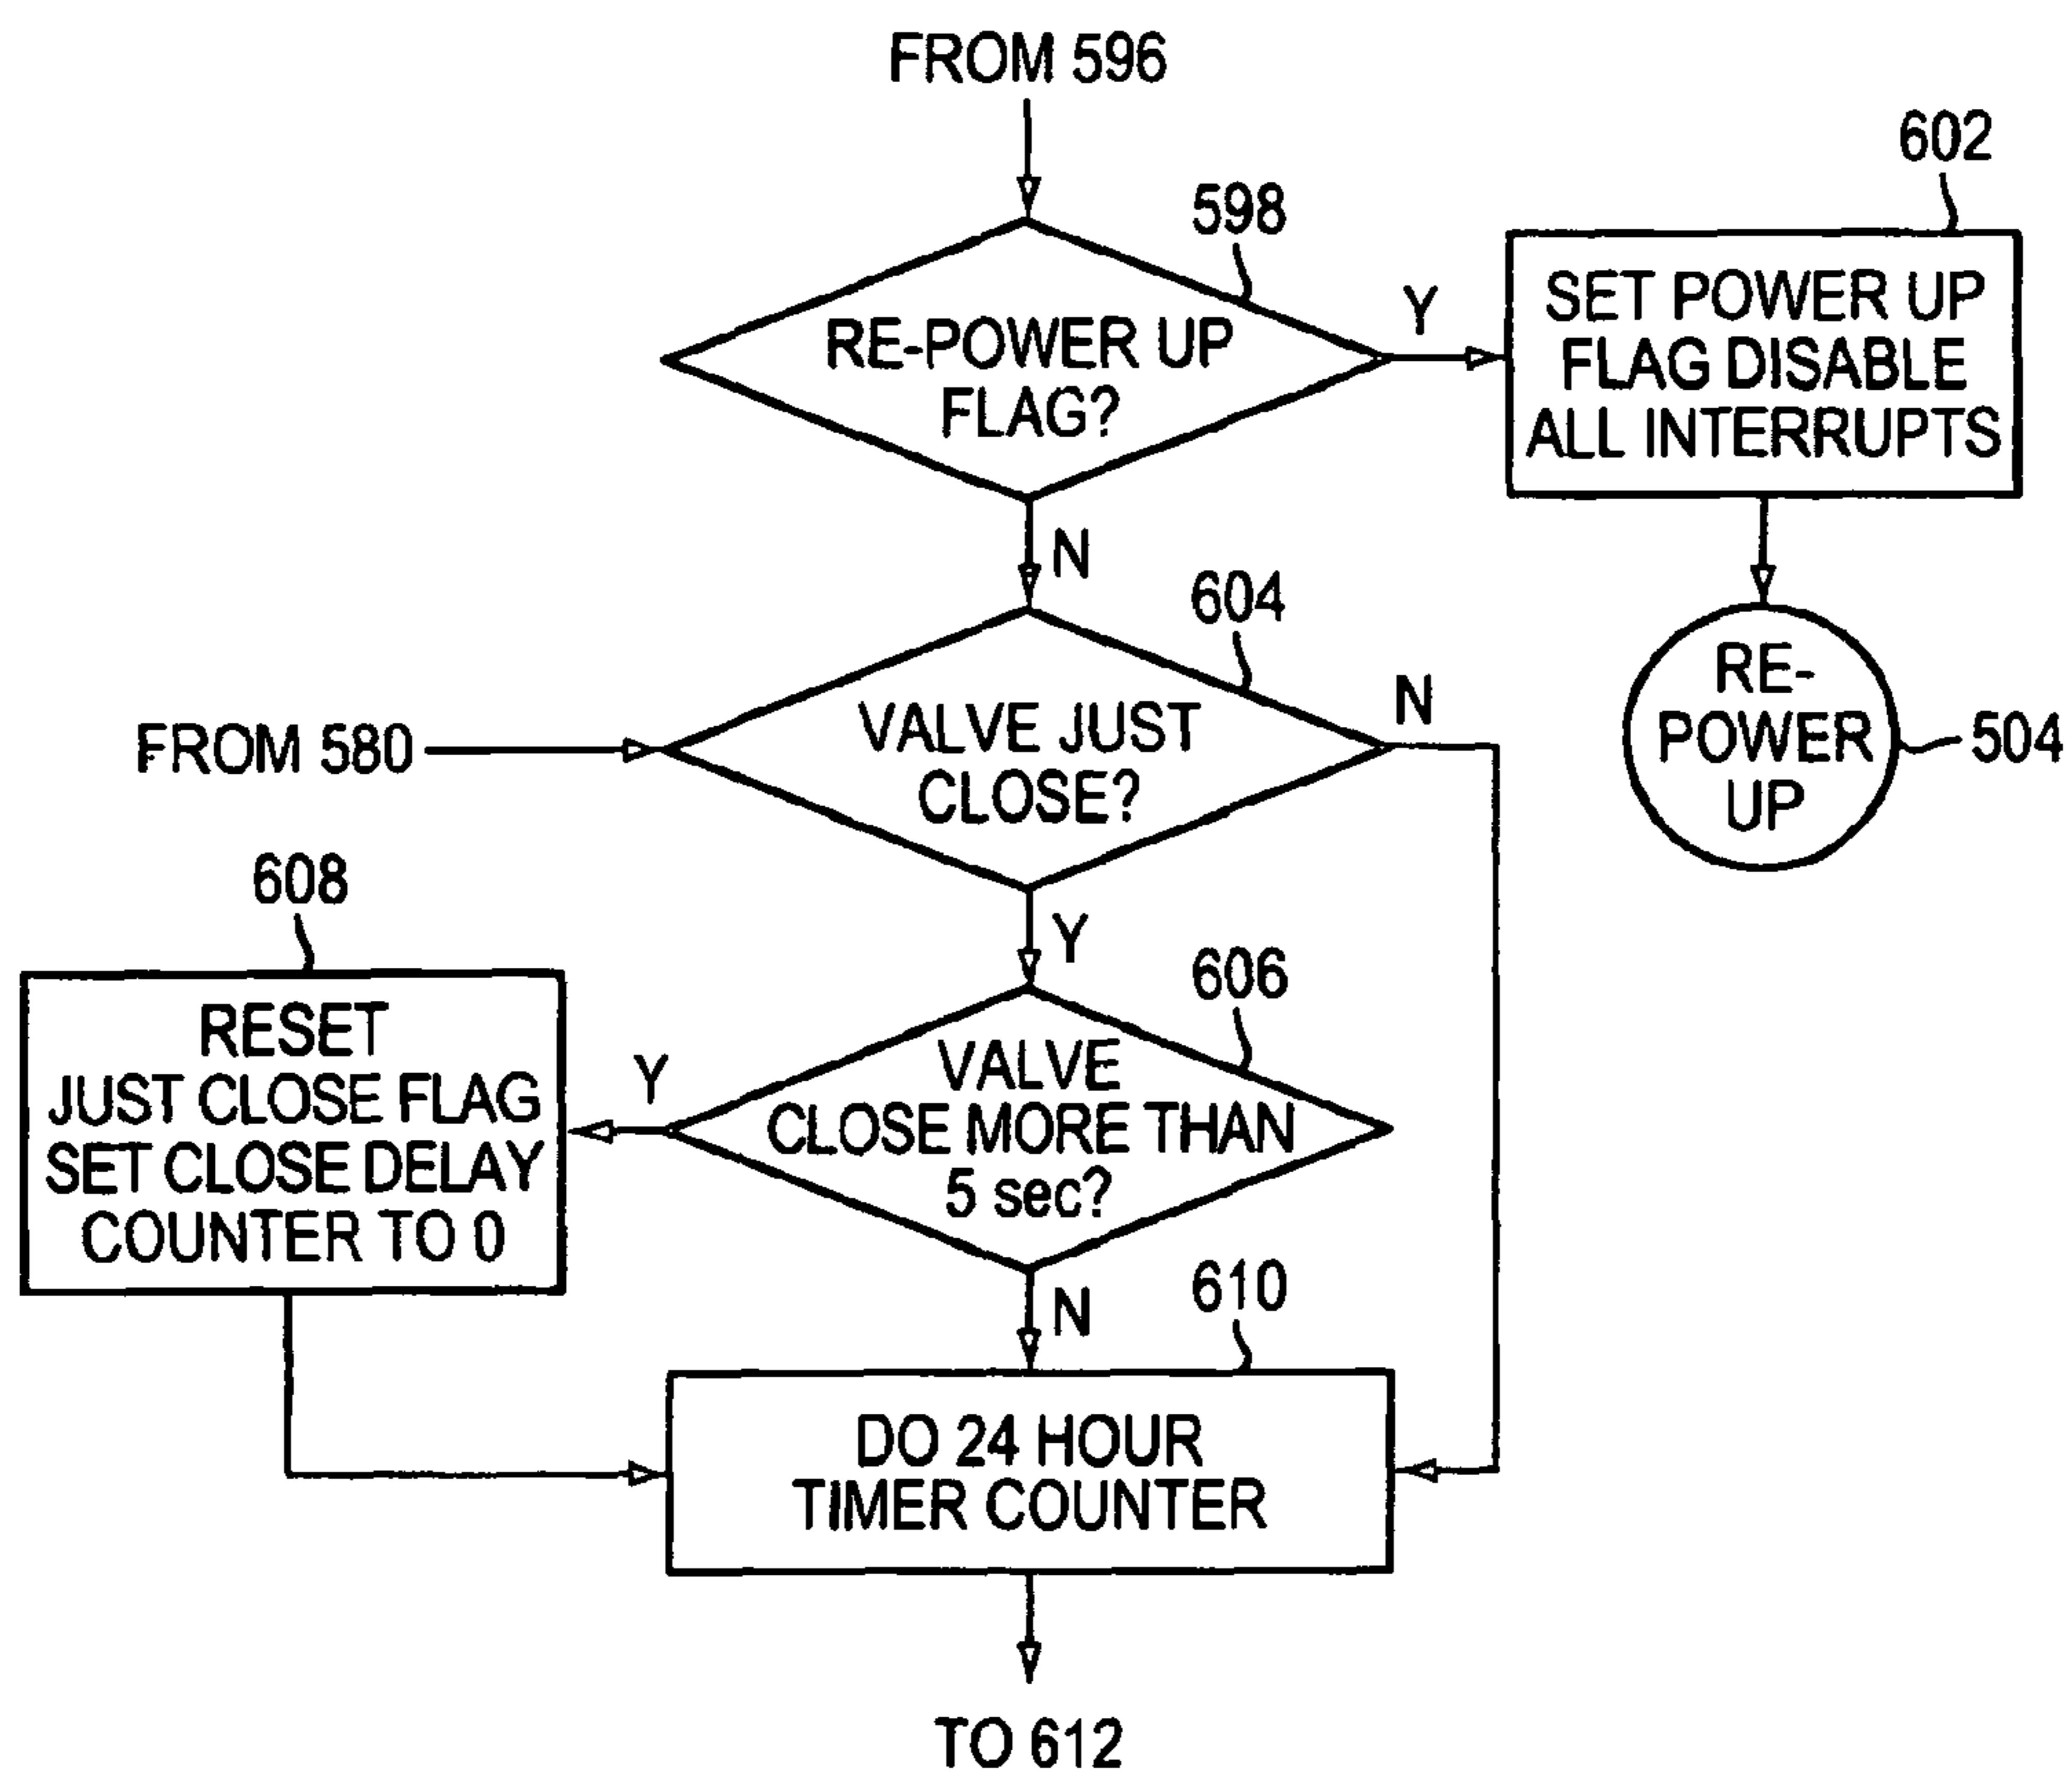 FROM 596
602
598
Y
SET POWER UP
FLAG DISABLE
ALL INTERRUPTS
RE-POWER UP
FLAG?
N
604
RE-
POWER
UP
504
N
FROM 580
VALVE JUST
CLOSE?
608
Y
606
RESET
JUST CLOSE FLAG
SET CLOSE DELAY
COUNTER TO 0
Y
VALVE
CLOSE MORE THAN
5 sec?
610
N
DO 24 HOUR
TIMER COUNTER
TO 612